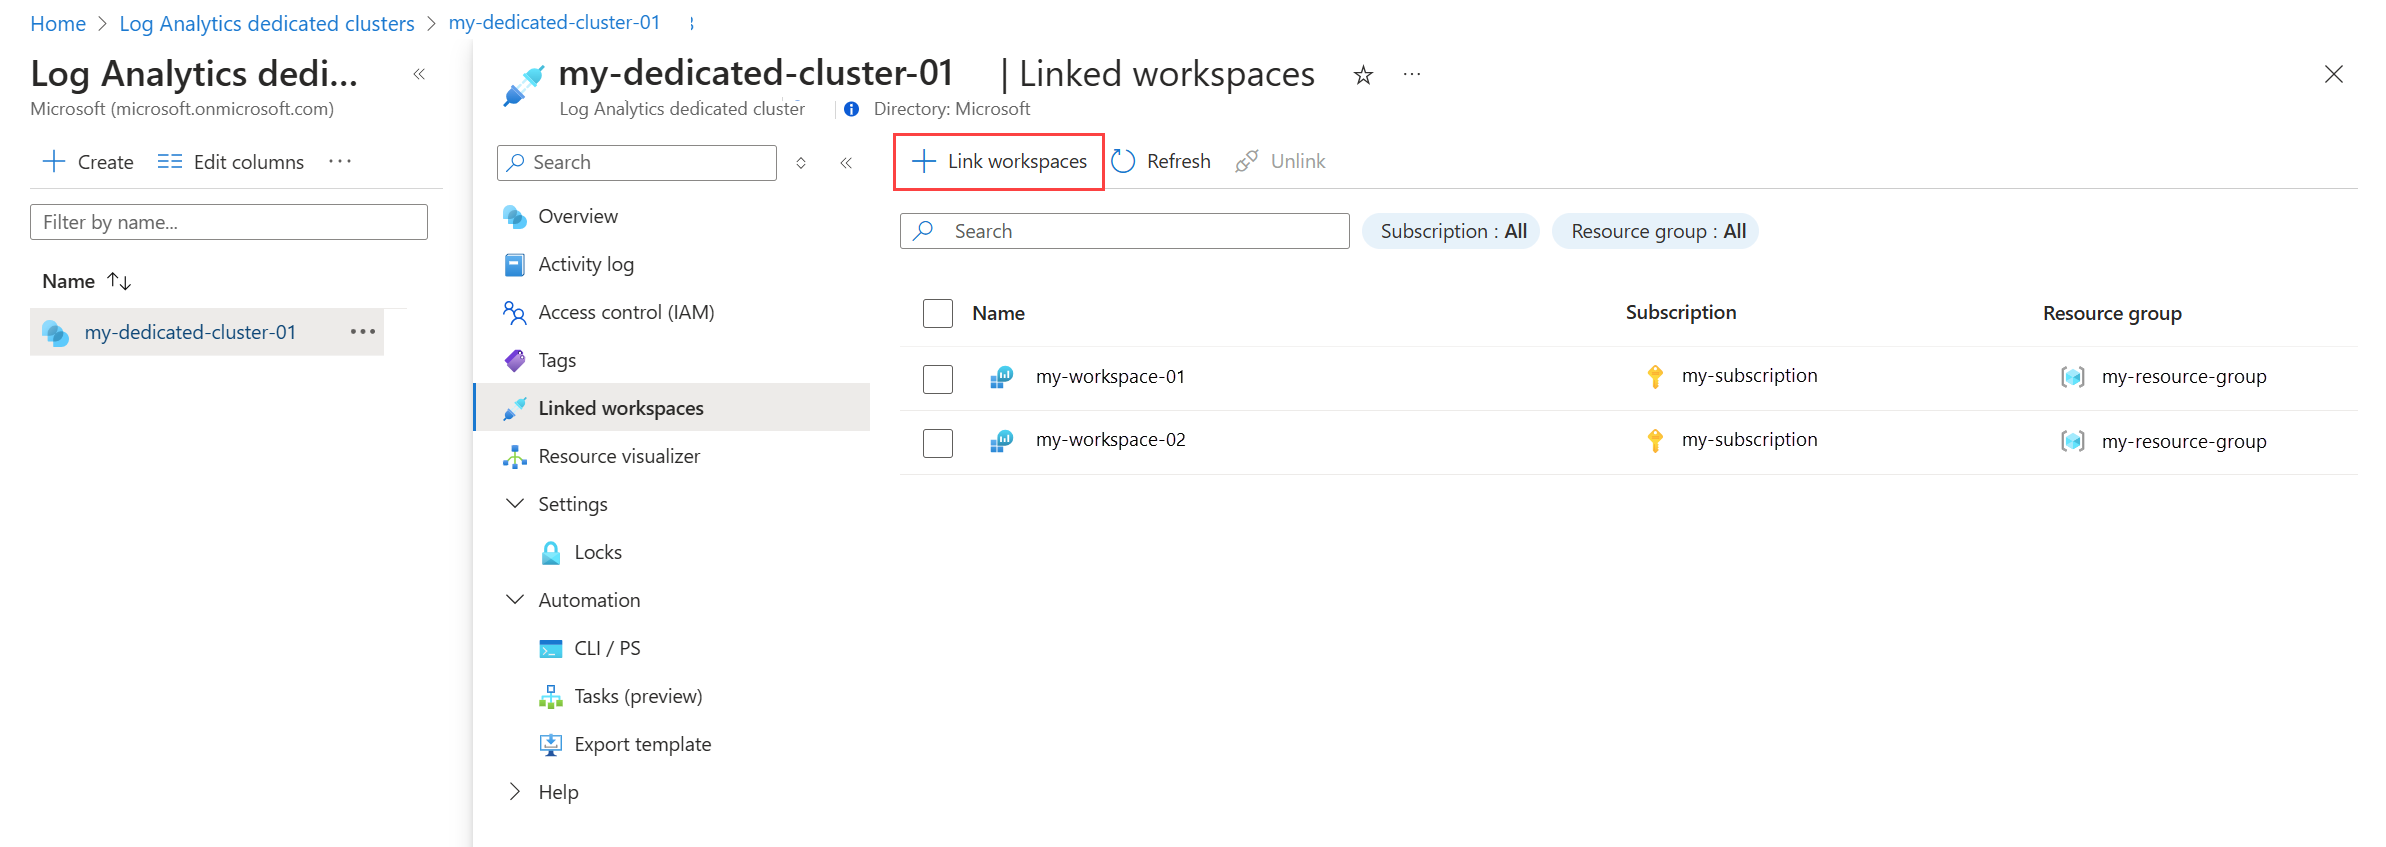 Home > Log Analytics dedicated clusters > my-dedicated-cluster-01
Log Analytics dedi...
Microsoft (microsoft.onmicrosoft.com)
Create Edit columns ...
Filter by name...
Name
my-dedicated-cluster-01 ...
my-dedicated-cluster-01 | Linked workspaces ...
Log Analytics dedicated cluster Directory: Microsoft
Search
Overview
Activity log
Access control (IAM)
Tags
Linked workspaces
Resource visualizer
Settings
Locks
Automation
CLI / PS
Tasks (preview)
Export template
Help
Link workspaces Refresh Unlink
Search Subscription : All Resource group : All
Name Subscription Resource group
my-workspace-01 my-subscription my-resource-group
my-workspace-02 my-subscription my-resource-group